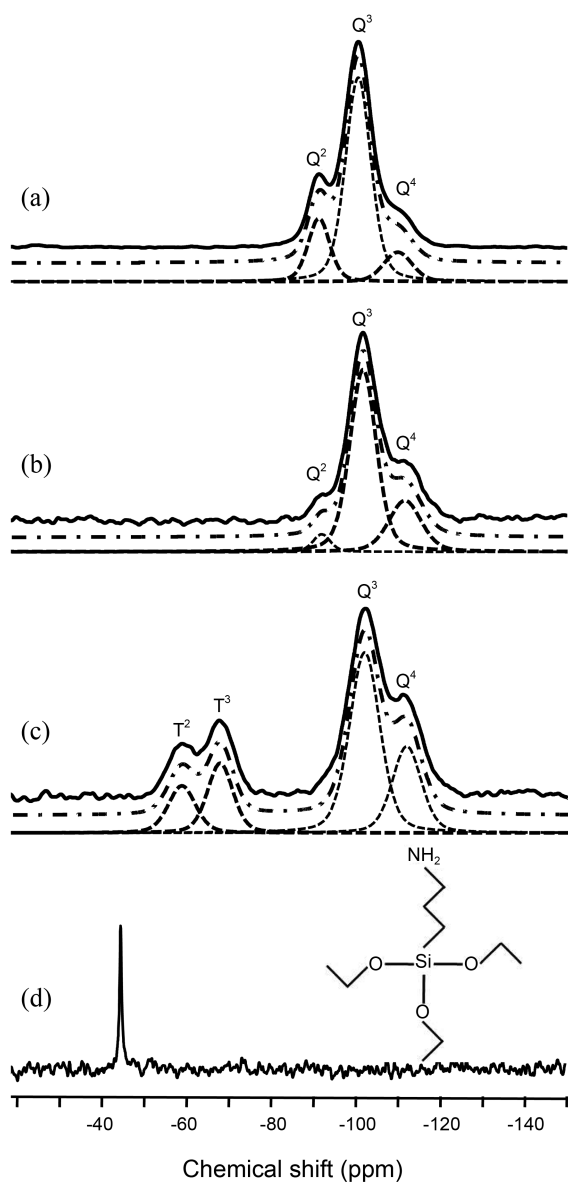 Q³
Q²
Q⁴
(a)
Q³
Q⁴
Q²
(b)
Q³
Q⁴
T³
T²
(c)
NH₂
O Si O
O
(d)
-40 -60 -80 -100 -120 -140
Chemical shift (ppm)